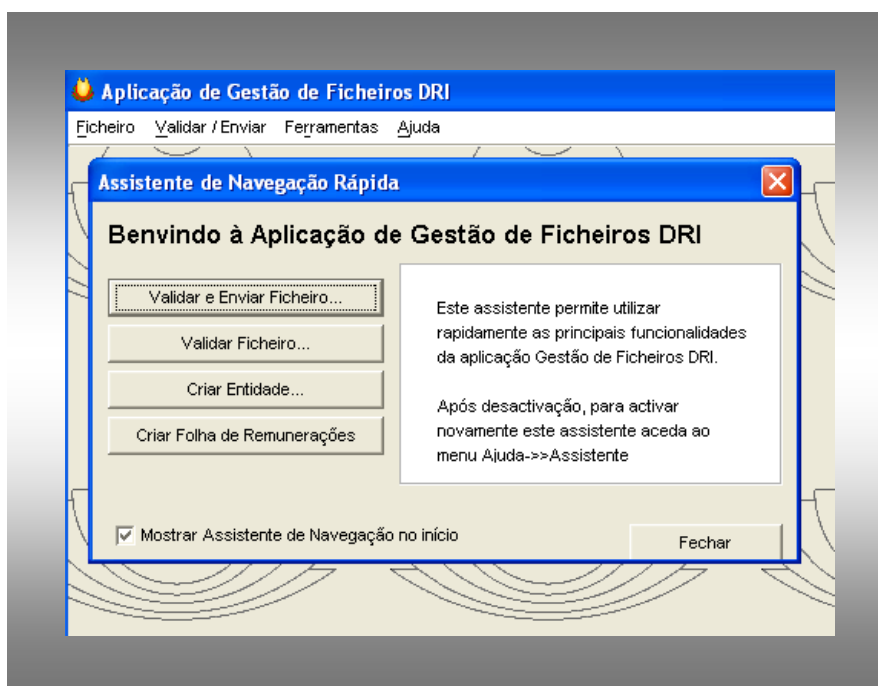 Aplicação de Gestão de Ficheiros DRI
Ficheiro Validar / Enviar Ferramentas Ajuda
Assistente de Navegação Rápida
Benvindo à Aplicação de Gestão de Ficheiros DRI
Validar e Enviar Ficheiro...
Validar Ficheiro...
Criar Entidade...
Criar Folha de Remunerações
Este assistente permite utilizar
rapidamente as principais funcionalidades
da aplicação Gestão de Ficheiros DRI.
Após desactivação, para activar
novamente este assistente aceda ao
menu Ajuda->>Assistente
Mostrar Assistente de Navegação no início
Fechar